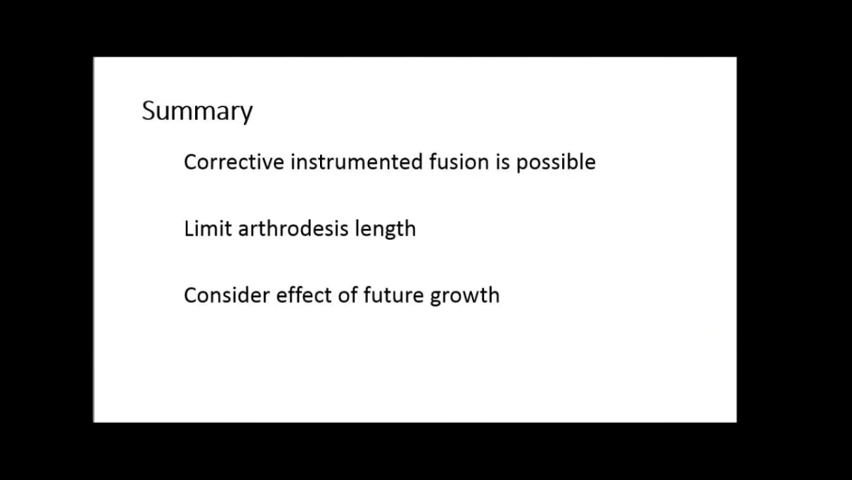 Summary
Corrective instrumented fusion is possible
Limit arthrodesis length
Consider effect of future growth